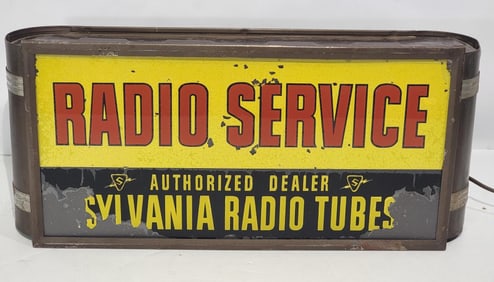 RADIO SERVICE
S AUTHORIZED DEALER S
SYLVANIA RADIO TUBES